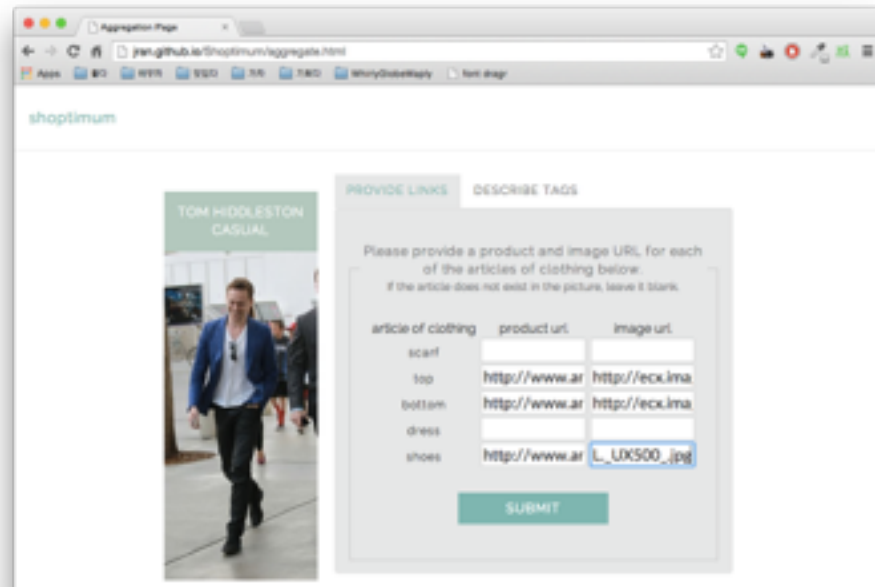 Aggregation Page
jran.github.io/Shoptimum/aggregate.html
Apps
WhirlyGlobeMaply
font dragr
shoptimum
TOM HIDDLESTON
CASUAL
PROVIDE LINKS
DESCRIBE TAGS
Please provide a product and image URL for each
of the articles of clothing below.
If the article does not exist in the picture, leave it blank.
article of clothing product url image url
scarf
top http://www.ar http://ecx.ima
bottom http://www.ar http://ecx.ima
dress
shoes http://www.ar L._UX500_.jpg
SUBMIT